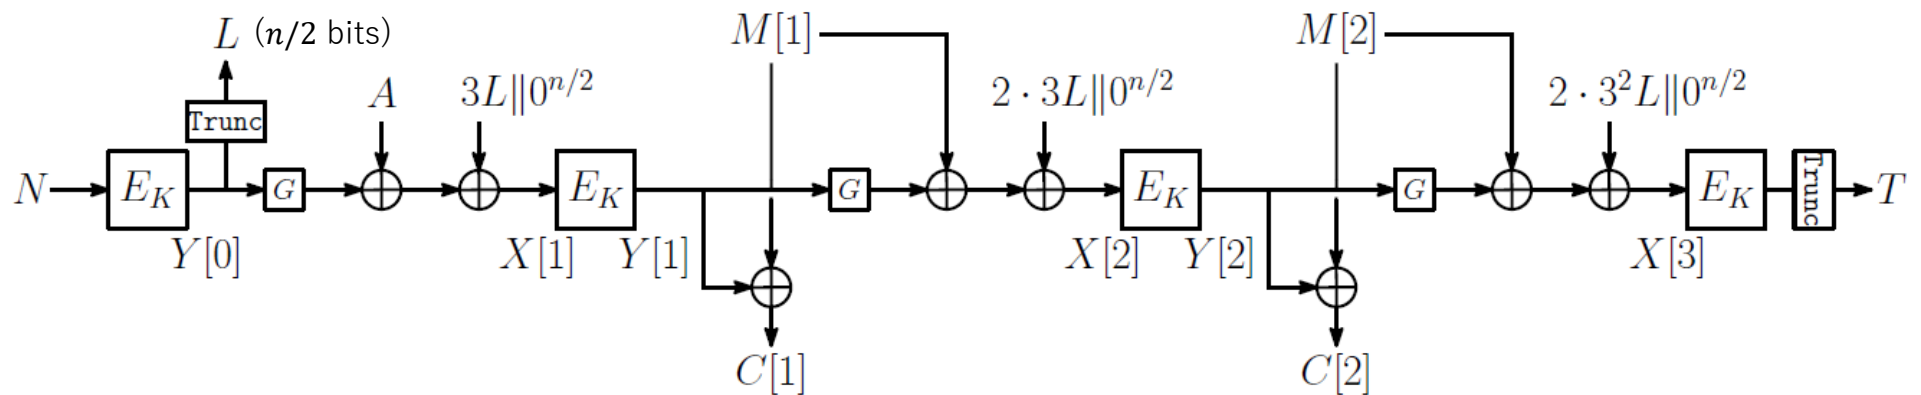 L (n/2 bits)
M[1]
M[2]
A
3L‖0^{n/2}
2 · 3L‖0^{n/2}
2 · 3^2L‖0^{n/2}
Trunc
N
E_K
G
E_K
G
E_K
G
E_K
Trunc
T
Y[0]
X[1]
Y[1]
X[2]
Y[2]
X[3]
C[1]
C[2]